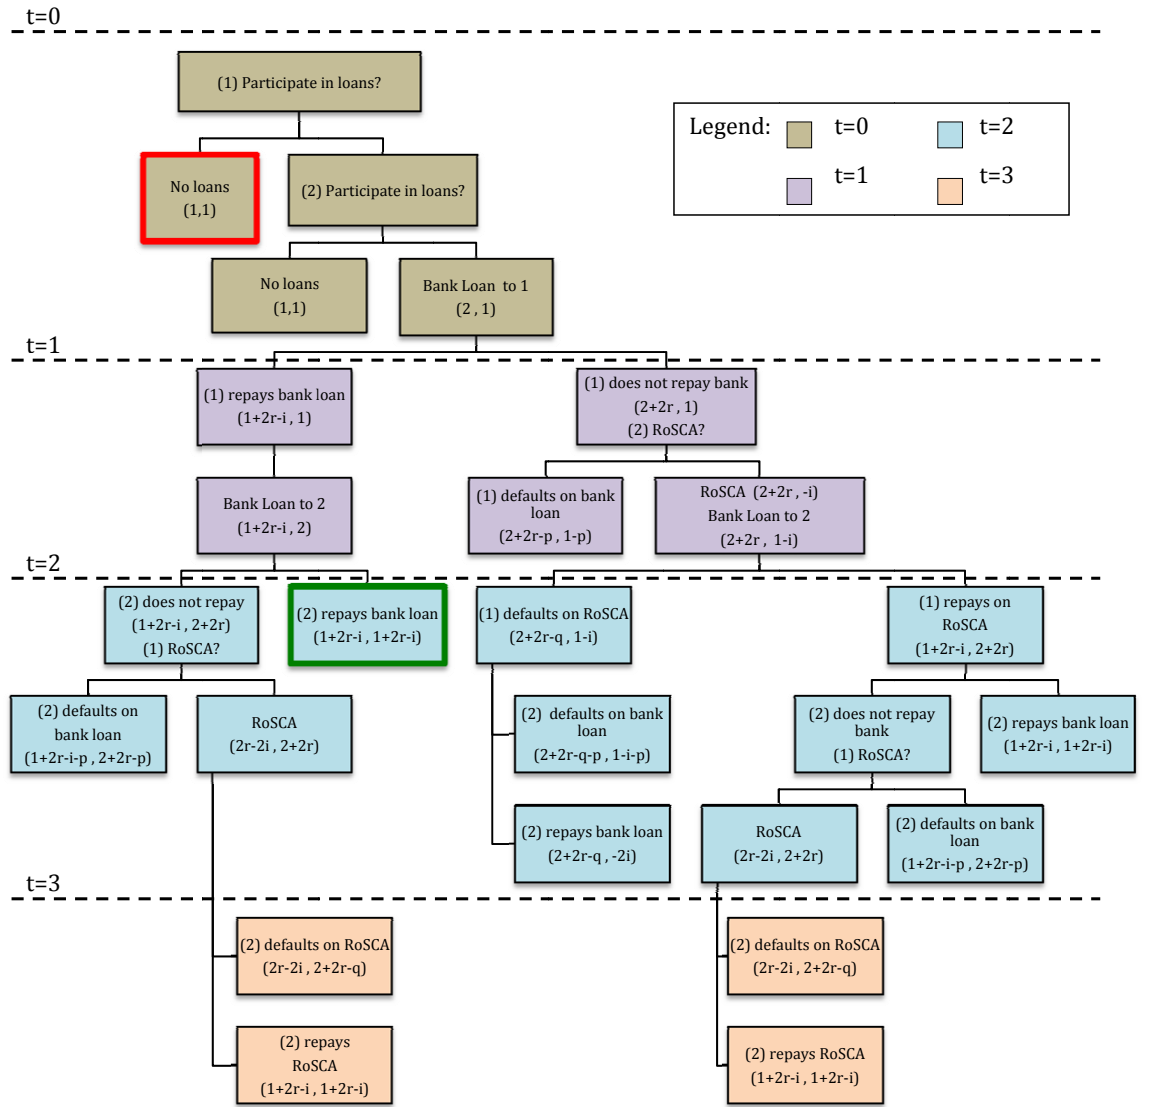 t=0
(1) Participate in loans?
Legend:
t=0
t=2
t=1
t=3
No loans
(1,1)
(2) Participate in loans?
No loans
(1,1)
Bank Loan to 1
(2 , 1)
t=1
(1) repays bank loan
(1+2r-i , 1)
(1) does not repay bank
(2+2r , 1)
(2) RoSCA?
Bank Loan to 2
(1+2r-i , 2)
(1) defaults on bank
loan
(2+2r-p , 1-p)
RoSCA (2+2r , -i)
Bank Loan to 2
(2+2r , 1-i)
t=2
(2) does not repay
(1+2r-i , 2+2r)
(1) RoSCA?
(2) repays bank loan
(1+2r-i , 1+2r-i)
(1) defaults on RoSCA
(2+2r-q , 1-i)
(1) repays on
RoSCA
(1+2r-i , 2+2r)
(2) defaults on
bank loan
(1+2r-i-p , 2+2r-p)
RoSCA
(2r-2i , 2+2r)
(2) defaults on bank
loan
(2+2r-q-p , 1-i-p)
(2) does not repay
bank
(1) RoSCA?
(2) repays bank loan
(1+2r-i , 1+2r-i)
(2) repays bank loan
(2+2r-q , -2i)
RoSCA
(2r-2i , 2+2r)
(2) defaults on bank
loan
(1+2r-i-p , 2+2r-p)
t=3
(2) defaults on RoSCA
(2r-2i , 2+2r-q)
(2) defaults on RoSCA
(2r-2i , 2+2r-q)
(2) repays
RoSCA
(1+2r-i , 1+2r-i)
(2) repays RoSCA
(1+2r-i , 1+2r-i)